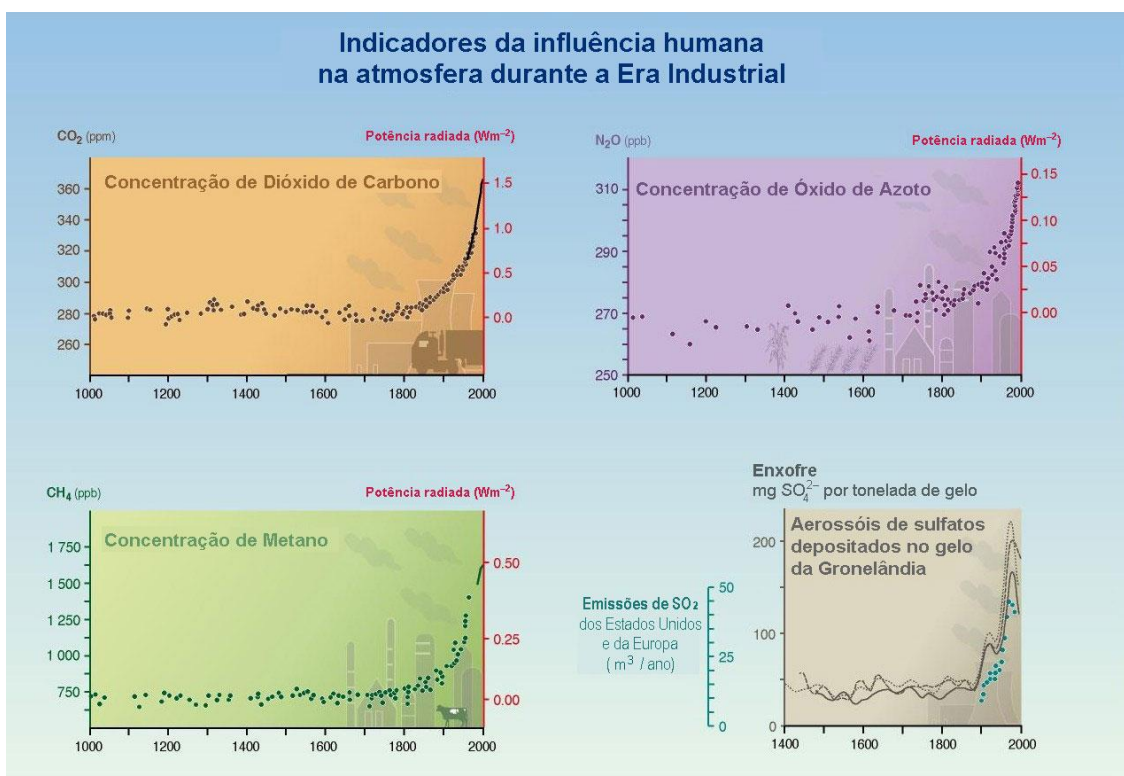 Indicadores da influência humana
na atmosfera durante a Era Industrial
CO₂ (ppm)
Potência radiada (Wm⁻²)
Concentração de Dióxido de Carbono
360
340
320
300
280
260
1.5
1.0
0.5
0.0
1000 1200 1400 1600 1800 2000
N₂O (ppb)
Potência radiada (Wm⁻²)
Concentração de Óxido de Azoto
310
290
270
250
0.15
0.10
0.05
0.00
1000 1200 1400 1600 1800 2000
CH₄ (ppb)
Potência radiada (Wm⁻²)
Concentração de Metano
1 750
1 500
1 250
1 000
750
0.50
0.25
0.00
1000 1200 1400 1600 1800 2000
Enxofre
mg SO₄²⁻ por tonelada de gelo
Aerossóis de sulfatos
depositados no gelo
da Gronelândia
200
100
0
Emissões de SO₂
dos Estados Unidos
e da Europa
( m³ / ano)
50
25
0
1400 1600 1800 2000